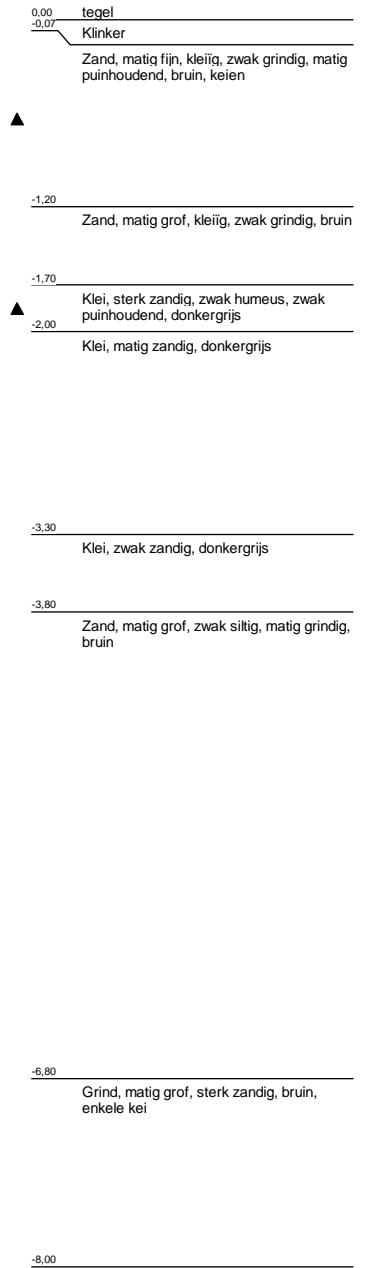 0,00 tegel
-0,07 Klinker
Zand, matig fijn, kleiïg, zwak grindig, matig
puinhoudend, bruin, keien
-1,20
Zand, matig grof, kleiïg, zwak grindig, bruin
-1,70
Klei, sterk zandig, zwak humeus, zwak
puinhoudend, donkergrijs
-2,00
Klei, matig zandig, donkergrijs
-3,30
Klei, zwak zandig, donkergrijs
-3,80
Zand, matig grof, zwak siltig, matig grindig,
bruin
-6,80
Grind, matig grof, sterk zandig, bruin,
enkele kei
-8,00